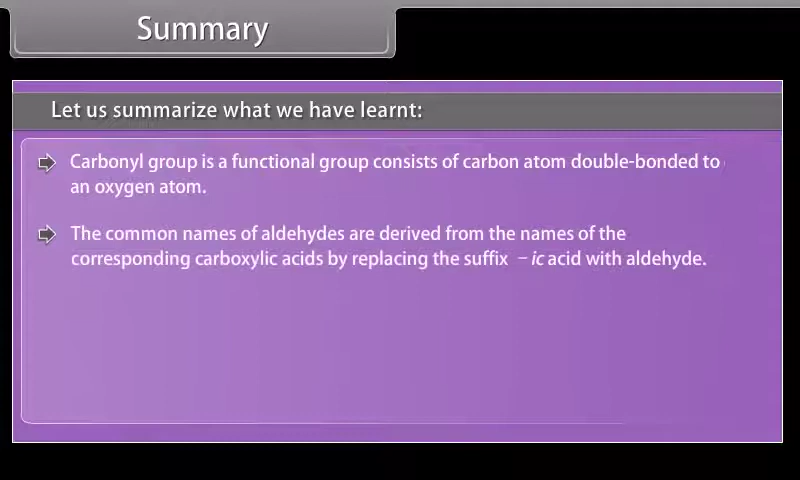 Summary
Let us summarize what we have learnt:
Carbonyl group is a functional group consists of carbon atom double-bonded to
an oxygen atom.
The common names of aldehydes are derived from the names of the
corresponding carboxylic acids by replacing the suffix – ic acid with aldehyde.